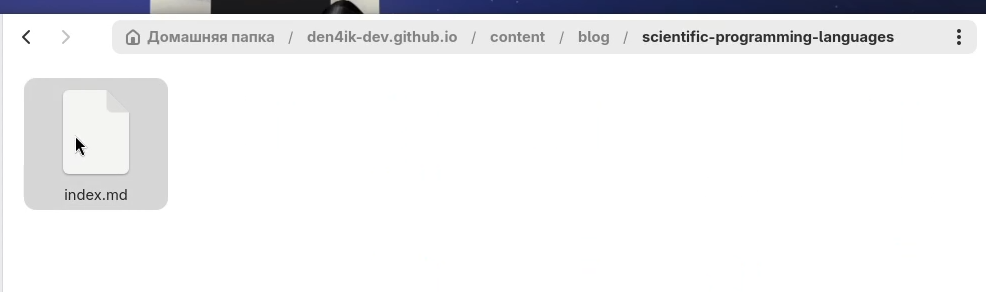 Домашняя папка / den4ik-dev.github.io / content / blog / scientific-programming-languages
index.md